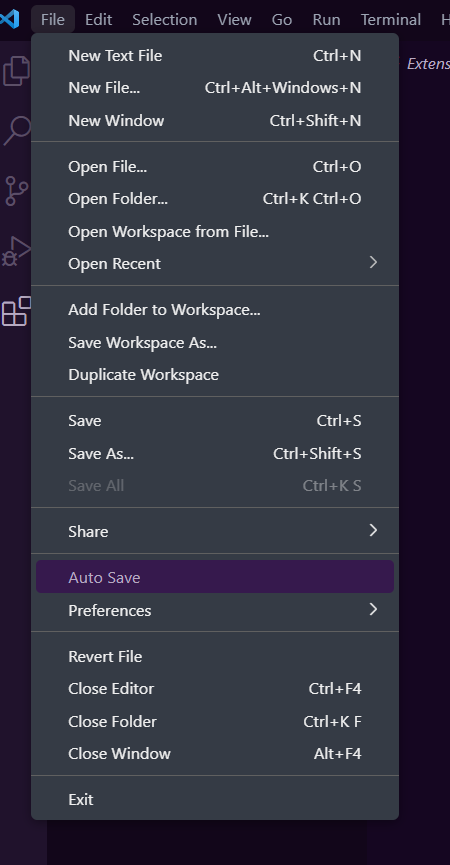 File Edit Selection View Go Run Terminal
Extens
New Text File Ctrl+N
New File... Ctrl+Alt+Windows+N
New Window Ctrl+Shift+N
Open File... Ctrl+O
Open Folder... Ctrl+K Ctrl+O
Open Workspace from File...
Open Recent
Add Folder to Workspace...
Save Workspace As...
Duplicate Workspace
Save Ctrl+S
Save As... Ctrl+Shift+S
Save All Ctrl+K S
Share
Auto Save
Preferences
Revert File
Close Editor Ctrl+F4
Close Folder Ctrl+K F
Close Window Alt+F4
Exit